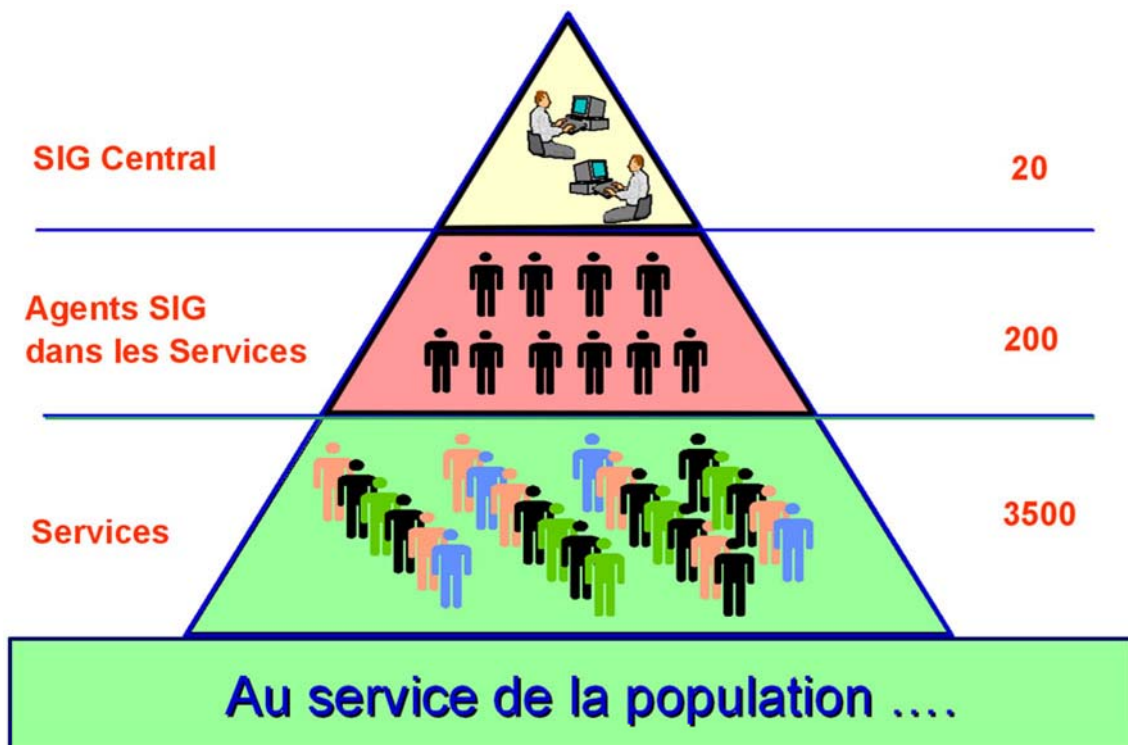 SIG Central
20
Agents SIG
dans les Services
200
Services
3500
Au service de la population ....